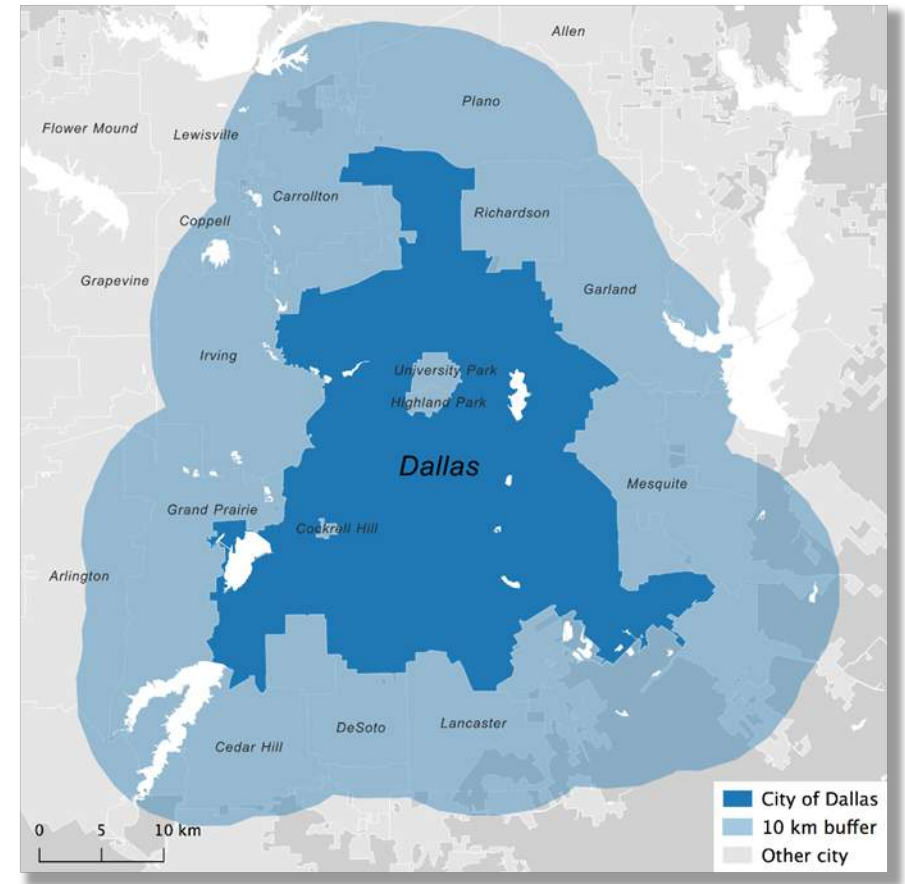 Allen
Plano
Flower Mound
Lewisville
Carrollton
Richardson
Coppell
Grapevine
Garland
Irving
University Park
Highland Park
Dallas
Mesquite
Grand Prairie
Cockrell Hill
Arlington
Lancaster
DeSoto
Cedar Hill
City of Dallas
10 km buffer
Other city
0 5 10 km